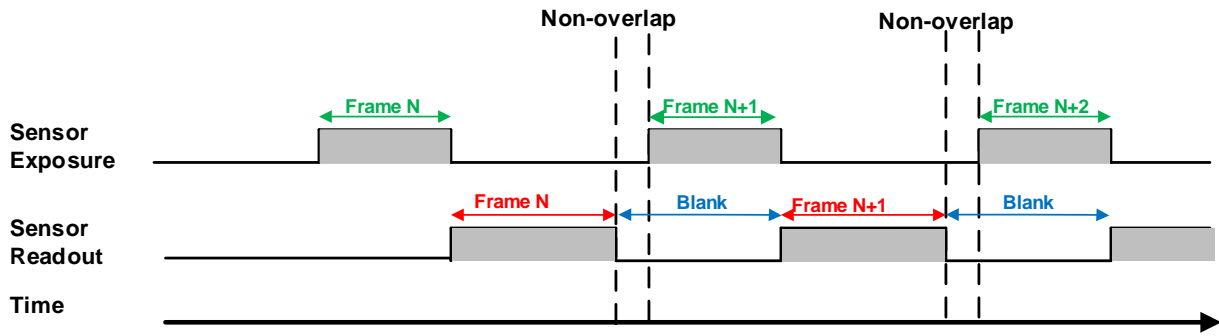 Non-overlap Non-overlap
Frame N Frame N+1 Frame N+2
Sensor
Exposure
Frame N Blank Frame N+1 Blank
Sensor
Readout
Time